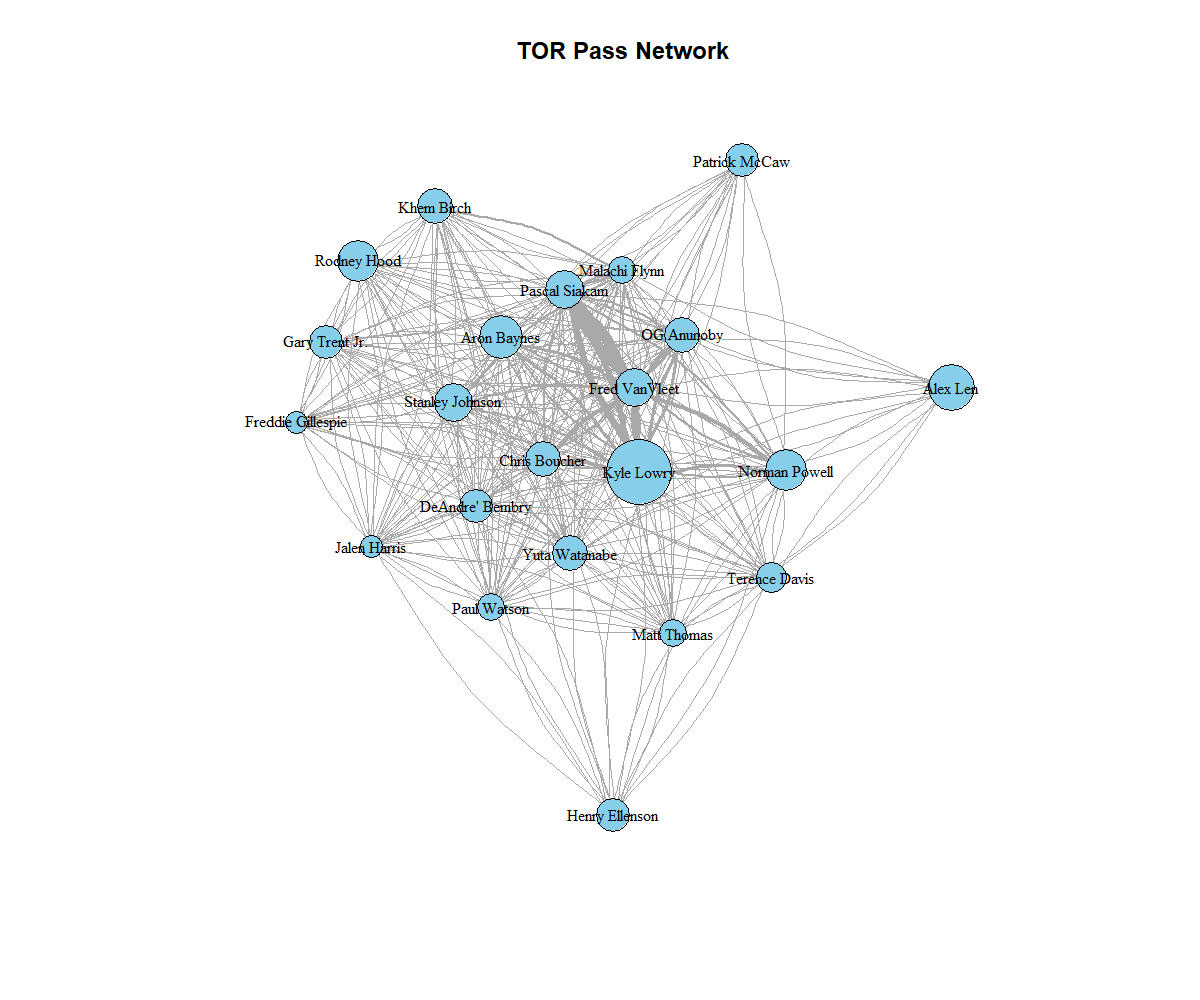 TOR Pass Network
Patrick McCaw
Khem Birch
Rodney Hood
Malachi Flynn
Pascal Siakam
OG Anunoby
Aron Baynes
Gary Trent Jr.
Fred VanVleet
Alex Len
Stanley Johnson
Freddie Gillespie
Chris Boucher
Kyle Lowry
Norman Powell
DeAndre' Bembry
Jalen Harris
Yuta Watanabe
Terence Davis
Paul Watson
Matt Thomas
Henry Ellenson